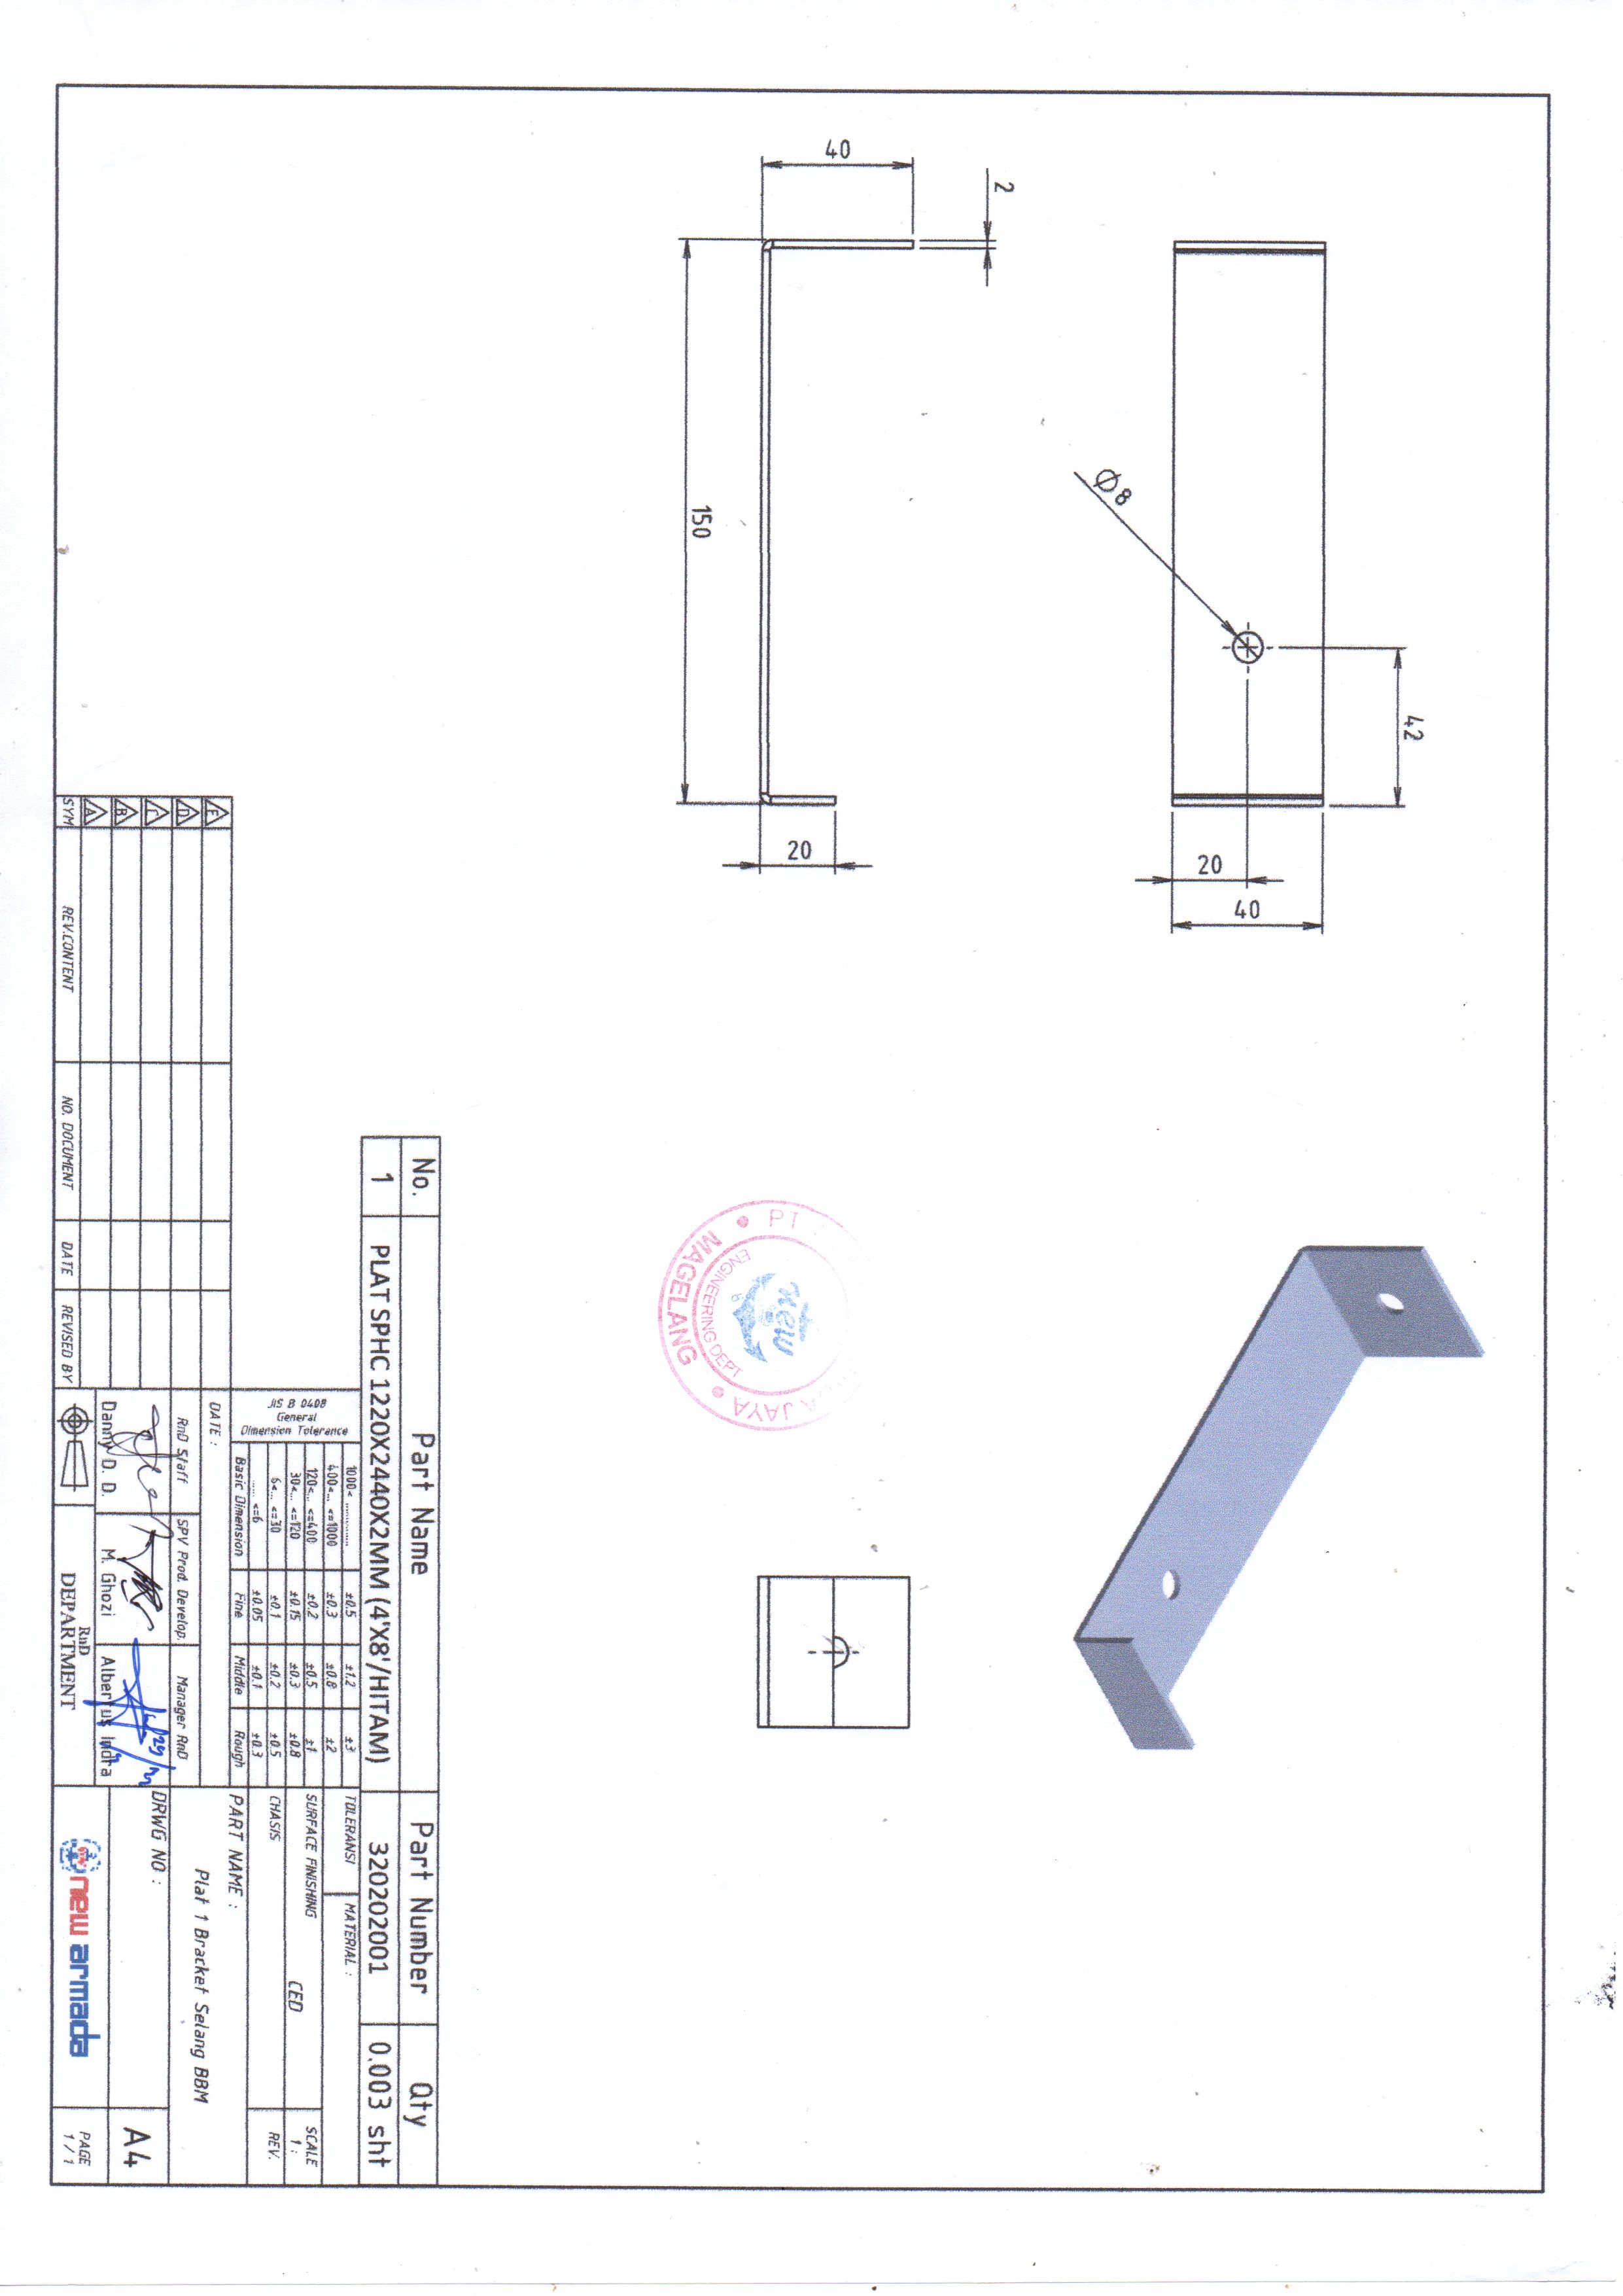 42
40
20
Ø8
2
40
20
150
PT
JAYA
new
ENGINEERING DEPT
MAGELANG
No. Part Name Part Number Qty
1 PLAT SPHC 1220X2440X2MM (4'X8'/HITAM) 320202001 0.003 sht
JIS B 0408
General
Dimension Tolerance
1000< .............. ±0.5 ±1.2 ±3
400<... <=1000 ±0.3 ±0.8 ±2
120<... <=400 ±0.2 ±0.5 ±1
30<... <=120 ±0.15 ±0.3 ±0.8
6<... <=30 ±0.1 ±0.2 ±0.5
...... <=6 ±0.05 ±0.1 ±0.3
Basic Dimension Fine Middle Rough
TOLERANSI MATERIAL :
SURFACE FINISHING
CED
SCALE
1 :
CHASIS
REV.
PART NAME :
Plat 1 Bracket Selang BBM
DATE :
RnD Staff SPV Prod. Develop. Manager RnD
Danny D. D. M. Ghozi Albertus Indra
DRWG NO :
A4
RnD
DEPARTMENT
new armada
PAGE
1 / 1
E
D
C
B
A
SYM REV.CONTENT NO. DOCUMENT DATE REVISED BY